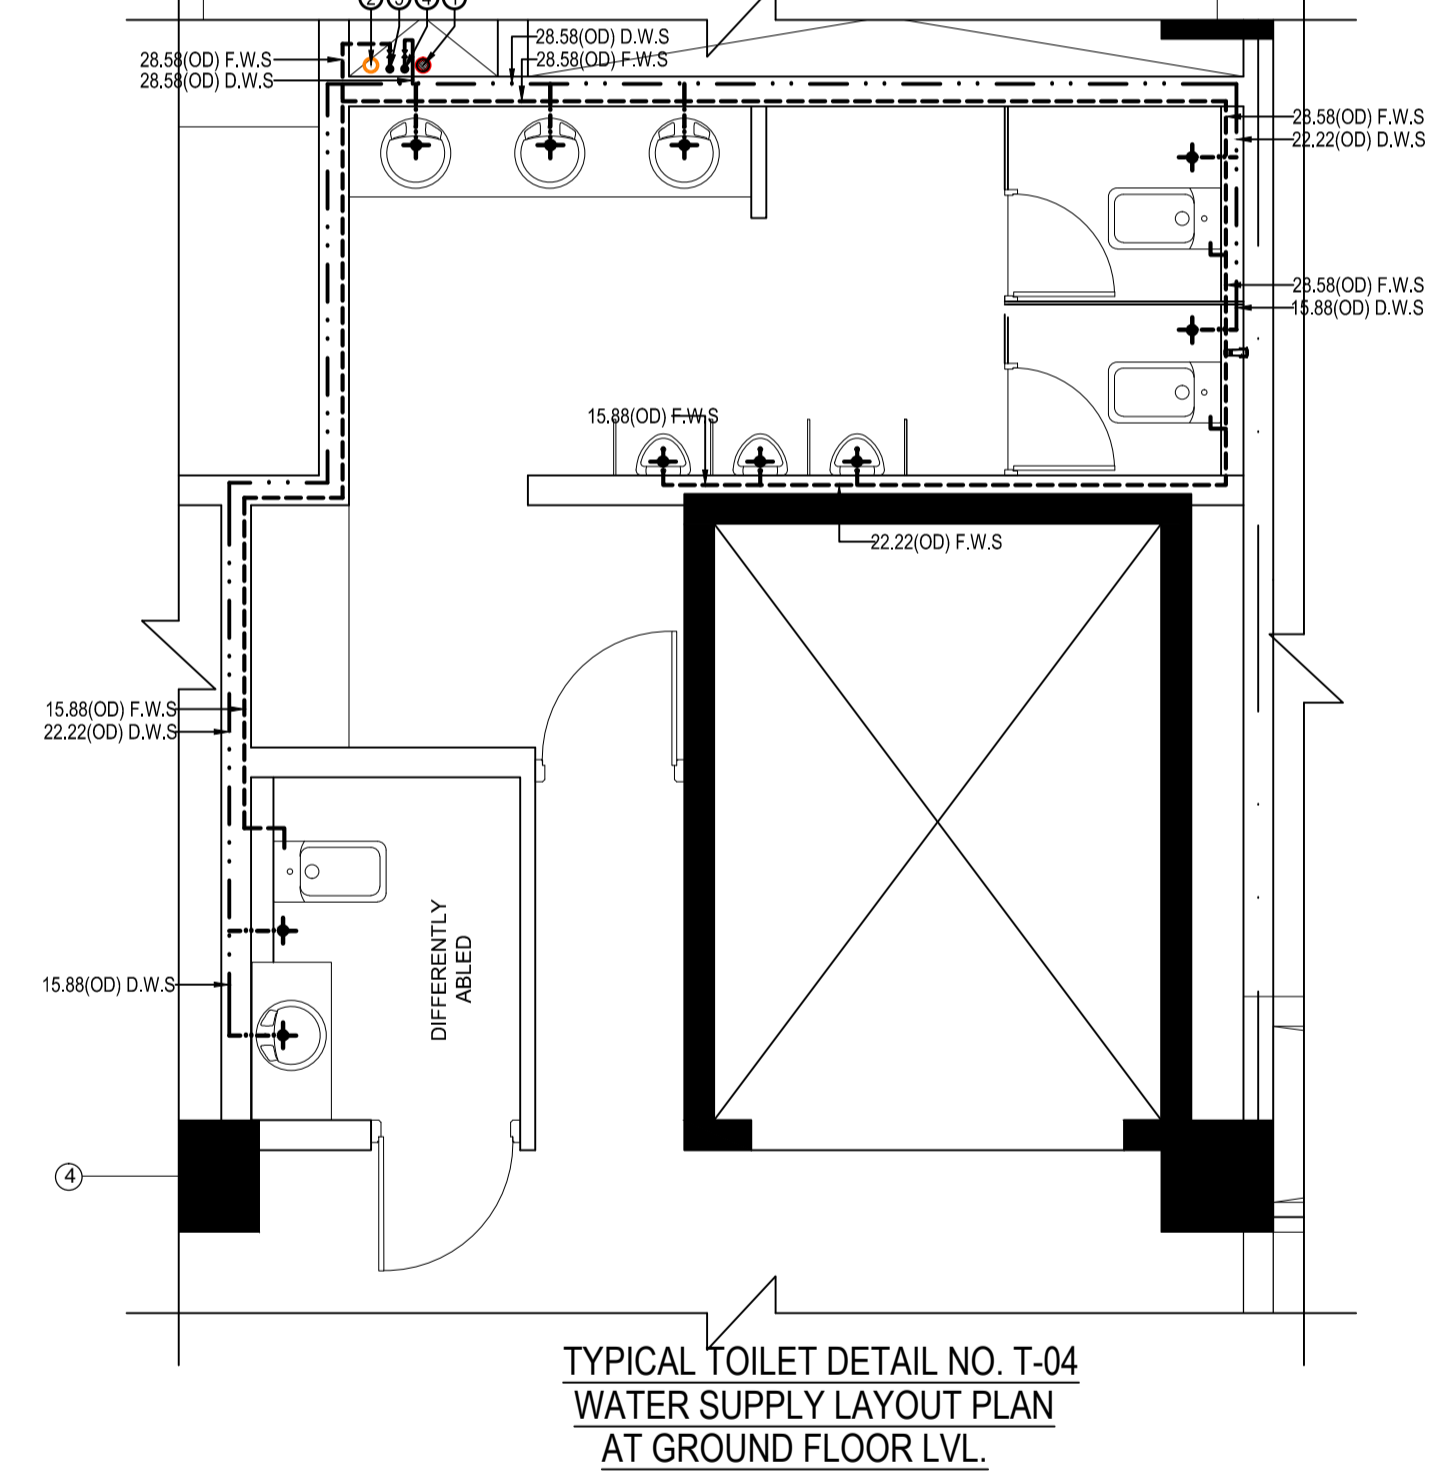 2 3 4 1
28.58(OD) F.W.S
28.58(OD) D.W.S
28.58(OD) D.W.S
28.58(OD) F.W.S
28.58(OD) F.W.S
22.22(OD) D.W.S
28.58(OD) F.W.S
15.88(OD) D.W.S
15.88(OD) F.W.S
22.22(OD) F.W.S
15.88(OD) F.W.S
22.22(OD) D.W.S
15.88(OD) D.W.S
DIFFERENTLY
ABLED
4
TYPICAL TOILET DETAIL NO. T-04
WATER SUPPLY LAYOUT PLAN
AT GROUND FLOOR LVL.